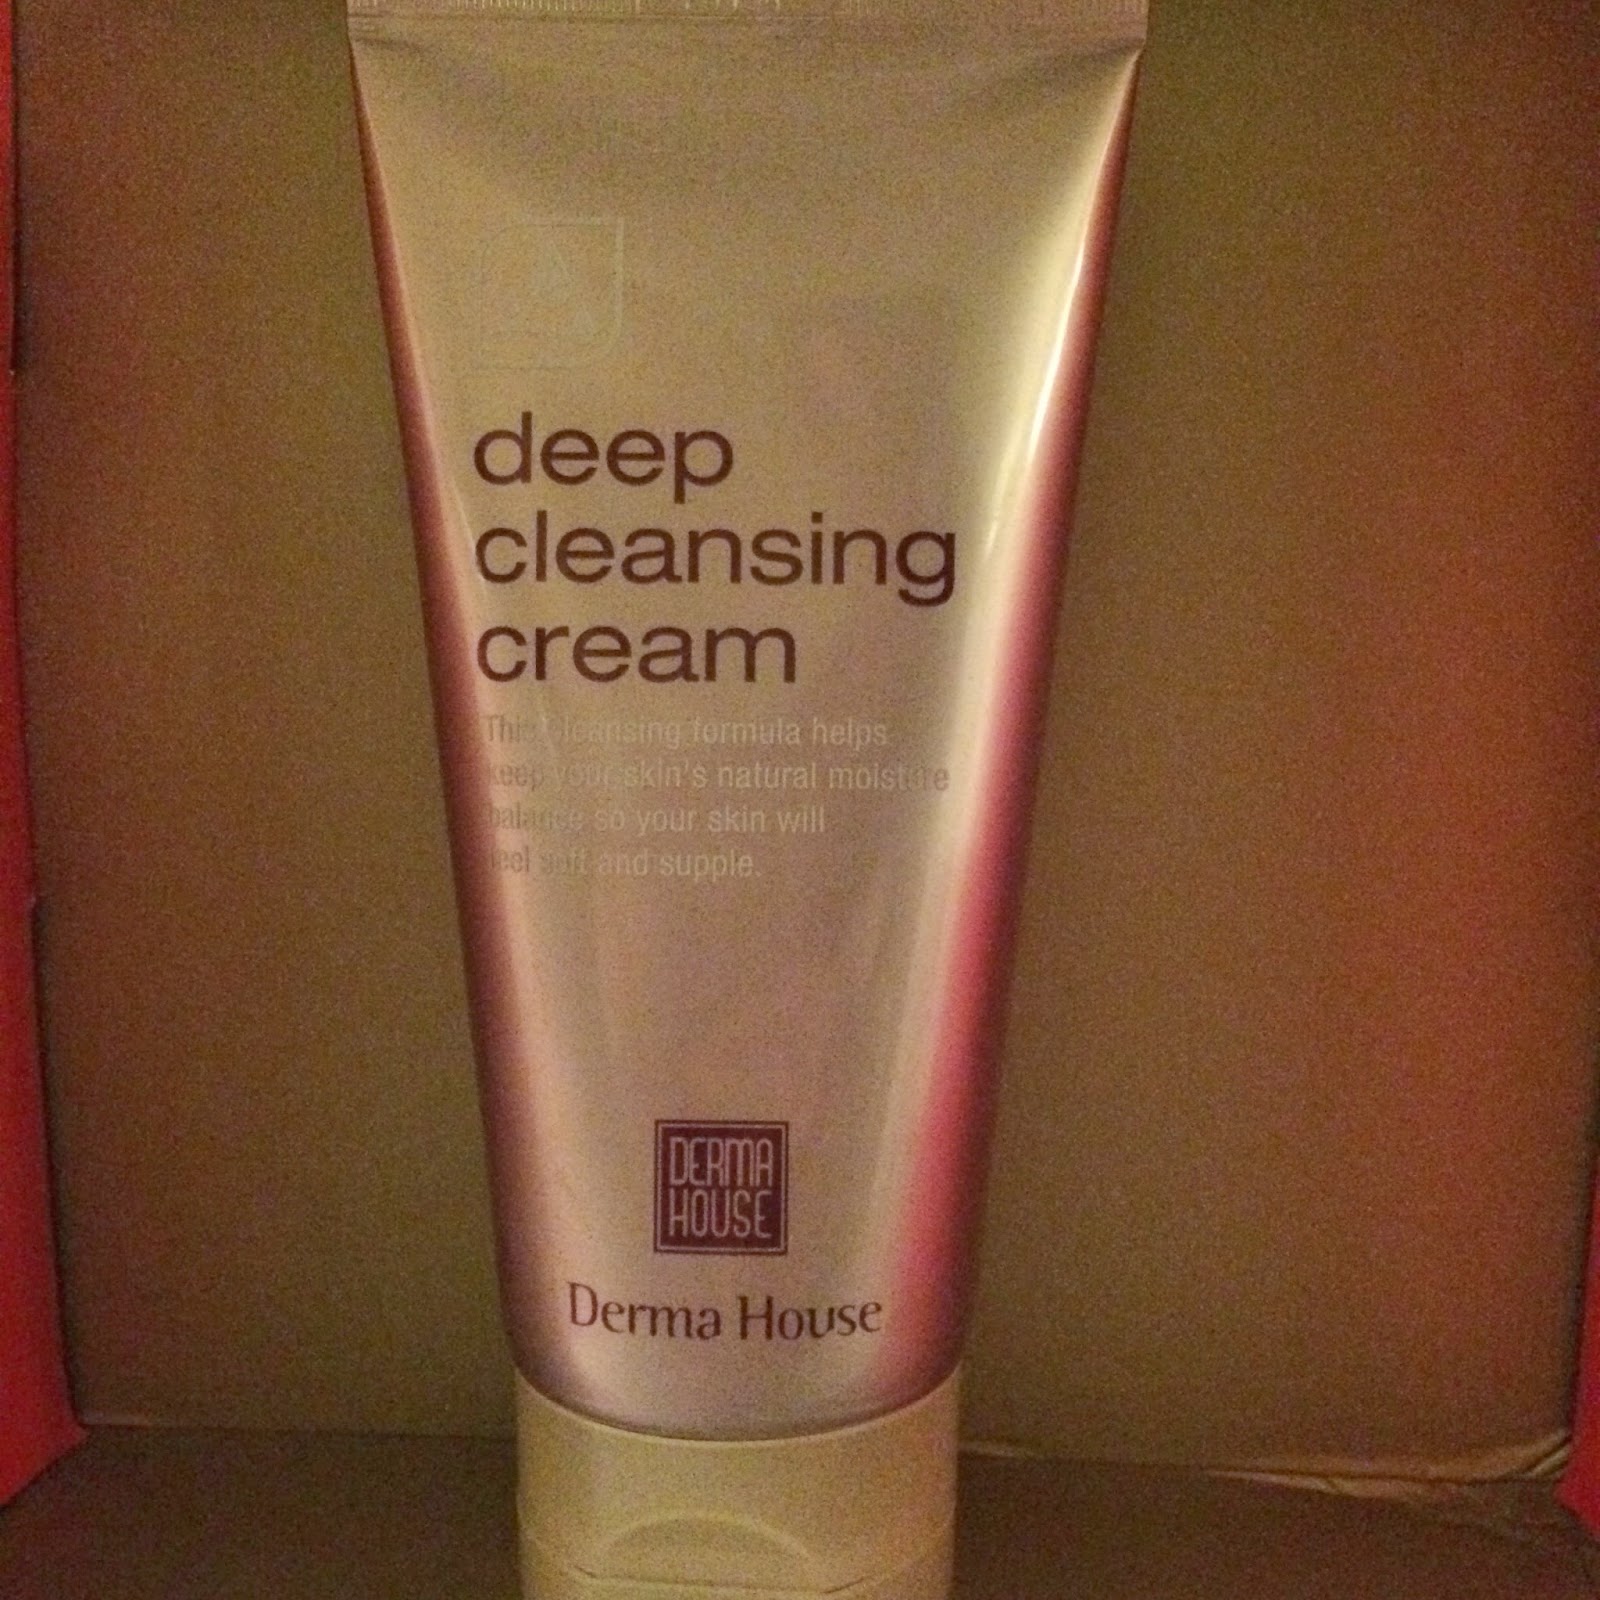 deep
cleansing
cream
This cleansing formula helps
keep your skin's natural moisture
balance so your skin will
feel soft and supple.
DERMA
HOUSE
Derma House